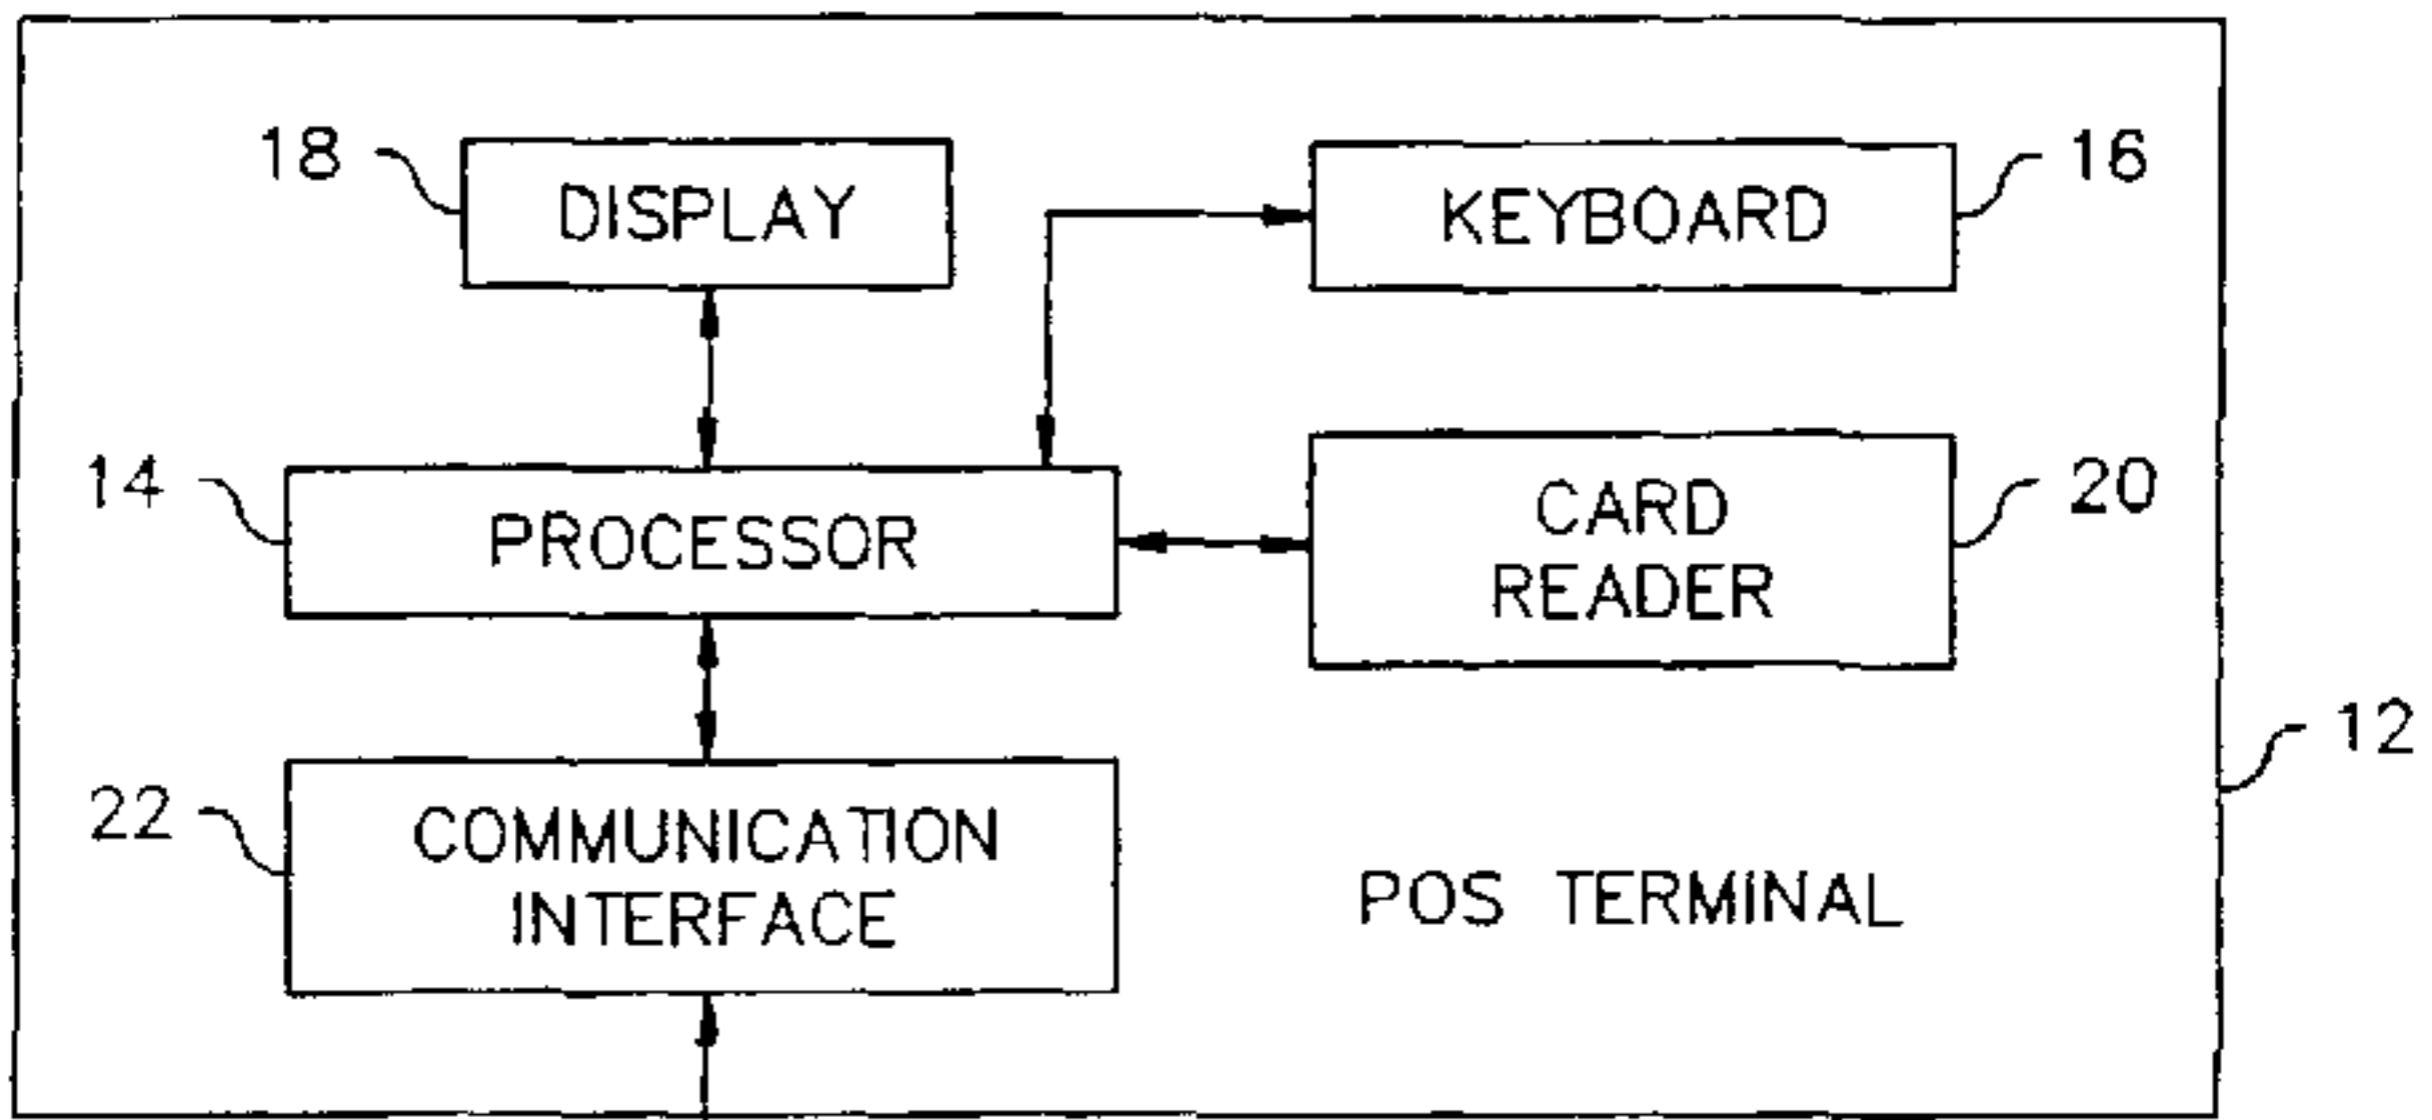 18
DISPLAY
KEYBOARD
16
14
PROCESSOR
CARD
READER
20
12
22
COMMUNICATION
INTERFACE
POS TERMINAL